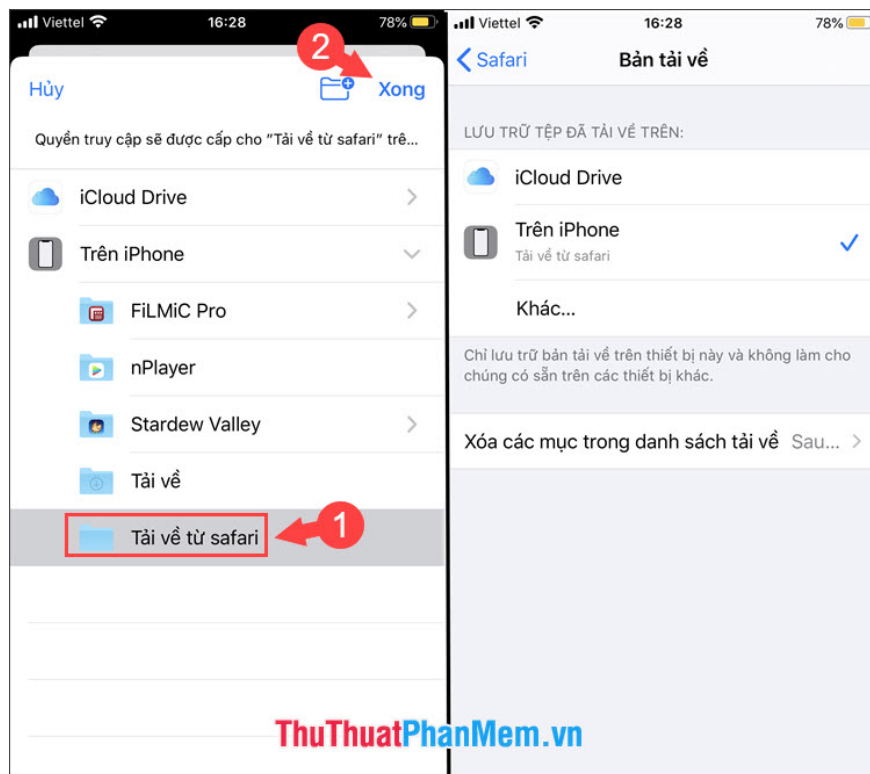 Viettel 16:28 78%
2
Hủy Xong
Quyền truy cập sẽ được cấp cho "Tải về từ safari" trê...
iCloud Drive
Trên iPhone
FiLMiC Pro
nPlayer
Stardew Valley
Tải về
Tải về từ safari
1
Viettel 16:28 78%
Safari Bản tải về
LƯU TRỮ TỆP ĐÃ TẢI VỀ TRÊN:
iCloud Drive
Trên iPhone
Tải về từ safari
Khác...
Chỉ lưu trữ bản tải về trên thiết bị này và không làm cho
chúng có sẵn trên các thiết bị khác.
Xóa các mục trong danh sách tải về Sau...
ThuThuatPhanMem.vn